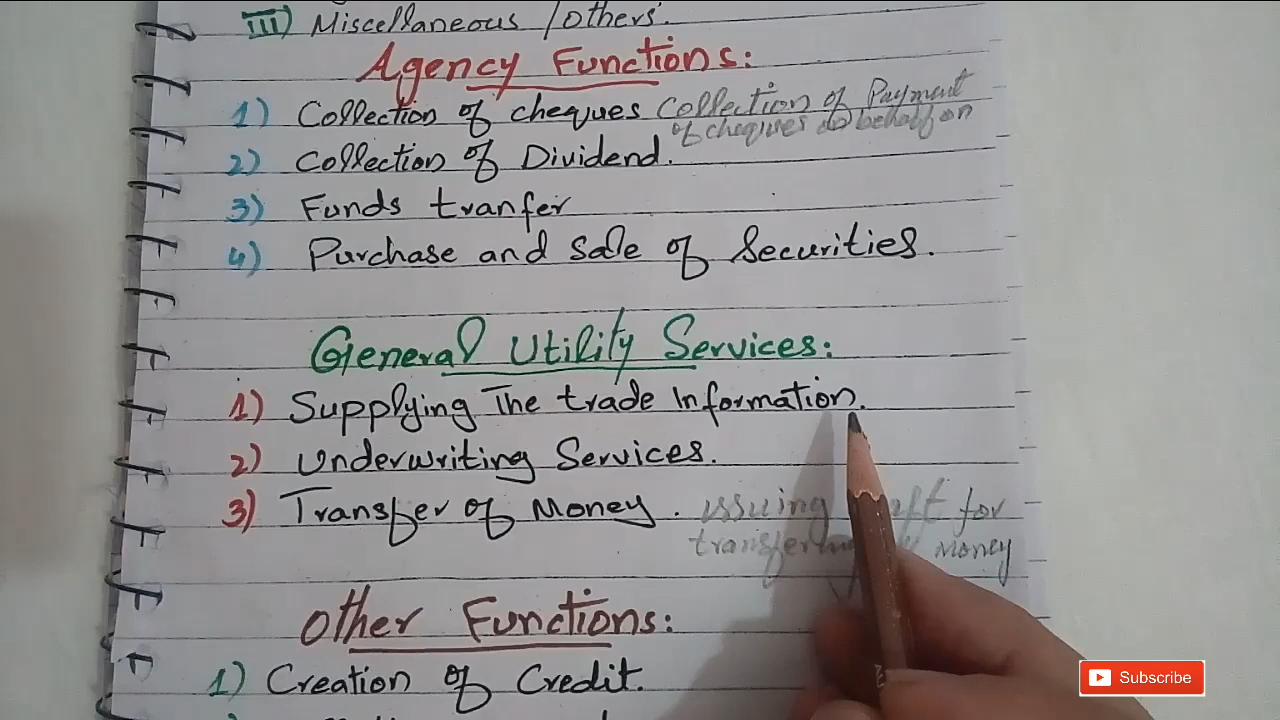 III) Miscellaneous / others.
Agency Functions:
1) Collection of cheques Collection of Payment
of cheques behalf on
2) Collection of Dividend.
3) Funds tranfer
4) Purchase and Sale of Securities.
General Utility Services:
1) Supplying The trade Information.
2) Underwriting Services.
3) Transfer of Money. issuing for
money
Other Functions:
1) Creation of Credit.
Subscribe